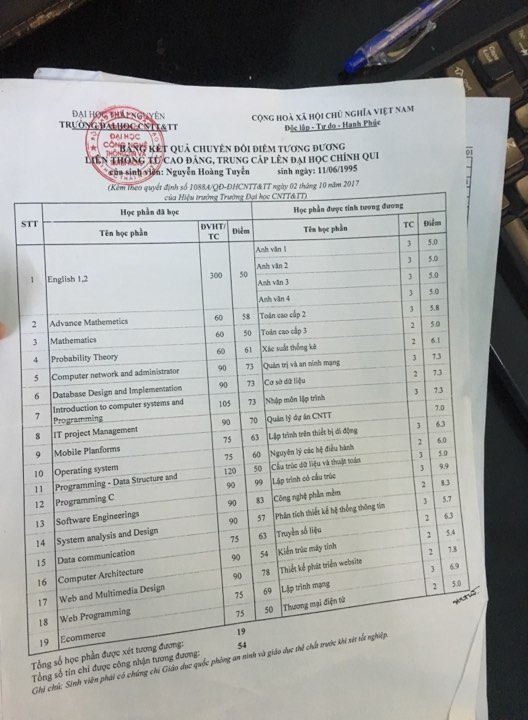 ĐẠI HỌC THÁI NGUYÊN
TRƯỜNG ĐẠI HỌC CNTT&TT
CỘNG HOÀ XÃ HỘI CHỦ NGHĨA VIỆT NAM
Độc lập - Tự do - Hạnh Phúc
ĐẠI HỌC
CÔNG NGHỆ
BẢNG KẾT QUẢ CHUYỂN ĐỔI ĐIỂM TƯƠNG ĐƯƠNG
LIÊN THÔNG TỪ CAO ĐẲNG, TRUNG CẤP LÊN ĐẠI HỌC CHÍNH QUI
của sinh viên: Nguyễn Hoàng Tuyển sinh ngày: 11/06/1995
(Kèm theo quyết định số 1088A/QĐ-ĐHCNTT&TT ngày 02 tháng 10 năm 2017
của Hiệu trưởng Trường Đại học CNTT&TT)
STT Học phần đã học Học phần được tính tương đương
Tên học phần ĐVHT/TC Điểm Tên học phần TC Điểm
1 English 1,2 300 50 Anh văn 1 3 5.0
Anh văn 2 3 5.0
Anh văn 3 3 5.0
Anh văn 4 3 5.0
2 Advance Mathemetics 60 58 Toán cao cấp 2 3 5.8
3 Mathematics 60 50 Toán cao cấp 3 2 5.0
4 Probability Theory 60 61 Xác suất thống kê 2 6.1
5 Computer network and administrator 90 73 Quản trị và an ninh mạng 3 7.3
6 Database Design and Implementation 90 73 Cơ sở dữ liệu 2 7.3
7 Introduction to computer systems and Programming 105 73 Nhập môn lập trình 3 7.3
8 IT project Management 90 70 Quản lý dự án CNTT 7.0
9 Mobile Planforms 75 63 Lập trình trên thiết bị di động 3 6.3
10 Operating system 75 60 Nguyên lý các hệ điều hành 2 6.0
11 Programming - Data Structure and 120 50 Cấu trúc dữ liệu và thuật toán 3 5.0
12 Programming C 90 99 Lập trình có cấu trúc 3 9.9
13 Software Engineerings 90 83 Công nghệ phần mềm 2 8.3
14 System analysis and Design 90 57 Phân tích thiết kế hệ thống thông tin 3 5.7
15 Data communication 75 63 Truyền số liệu 2 6.3
16 Computer Architecture 90 54 Kiến trúc máy tính 2 5.4
17 Web and Multimedia Design 90 78 Thiết kế phát triển website 2 7.8
18 Web Programming 75 69 Lập trình mạng 3 6.9
19 Ecommerce 75 50 Thương mại điện tử 2 5.0
Tổng số học phần được xét tương đương: 19
Tổng số tín chỉ được công nhận tương đương: 54
Ghi chú: Sinh viên phải có chứng chỉ Giáo dục quốc phòng an ninh và giáo dục thể chất trước khi xét tốt nghiệp.